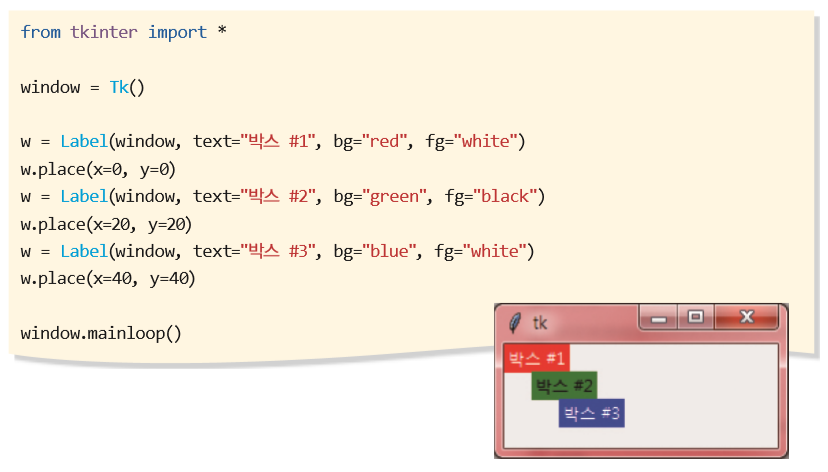 from tkinter import *
window = Tk()
w = Label(window, text="박스 #1", bg="red", fg="white")
w.place(x=0, y=0)
w = Label(window, text="박스 #2", bg="green", fg="black")
w.place(x=20, y=20)
w = Label(window, text="박스 #3", bg="blue", fg="white")
w.place(x=40, y=40)
window.mainloop()
tk
박스 #1
박스 #2
박스 #3